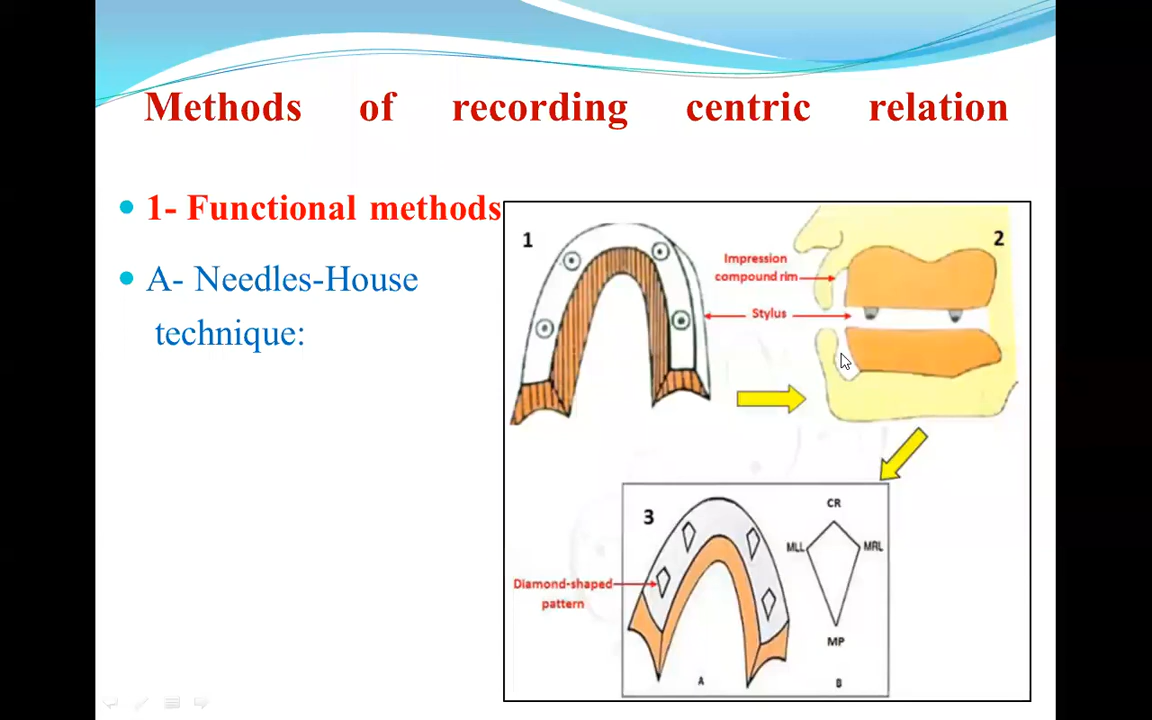 Methods of recording centric relation
1- Functional methods
A- Needles-House
technique:
1
2
Impression
compound rim
Stylus
3
CR
MLL
MRL
Diamond-shaped
pattern
MP
A
B